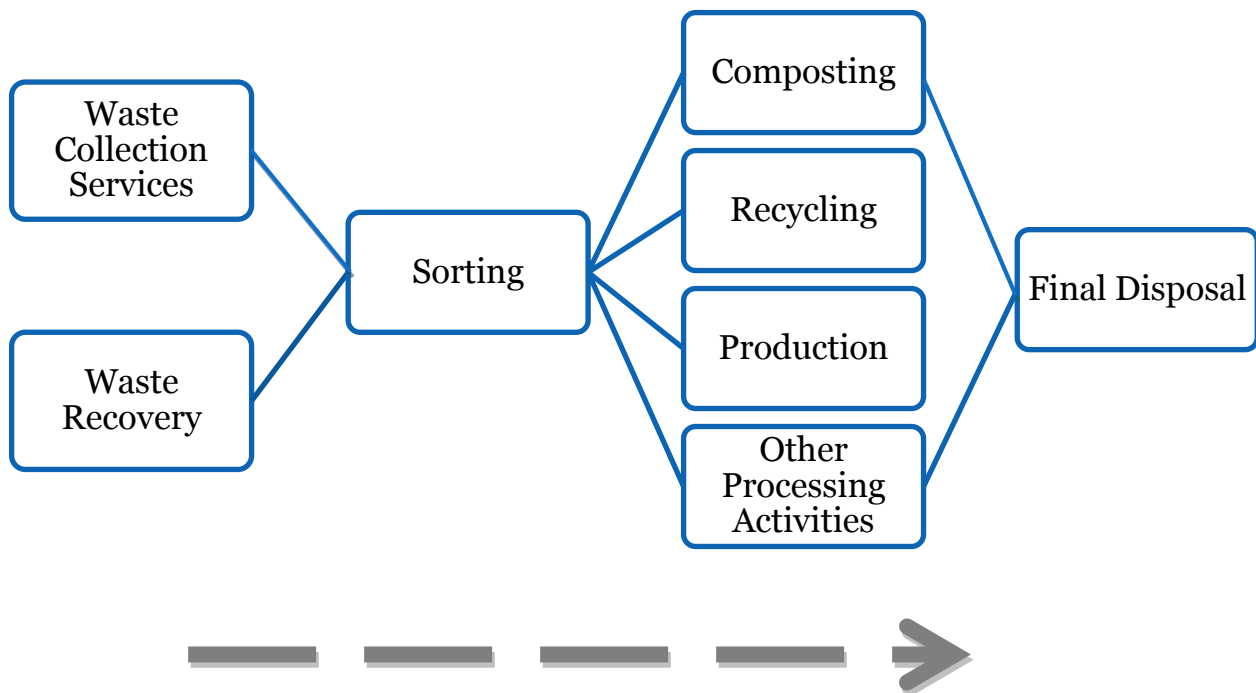 Waste
Collection
Services
Waste
Recovery
Sorting
Composting
Recycling
Production
Other
Processing
Activities
Final Disposal